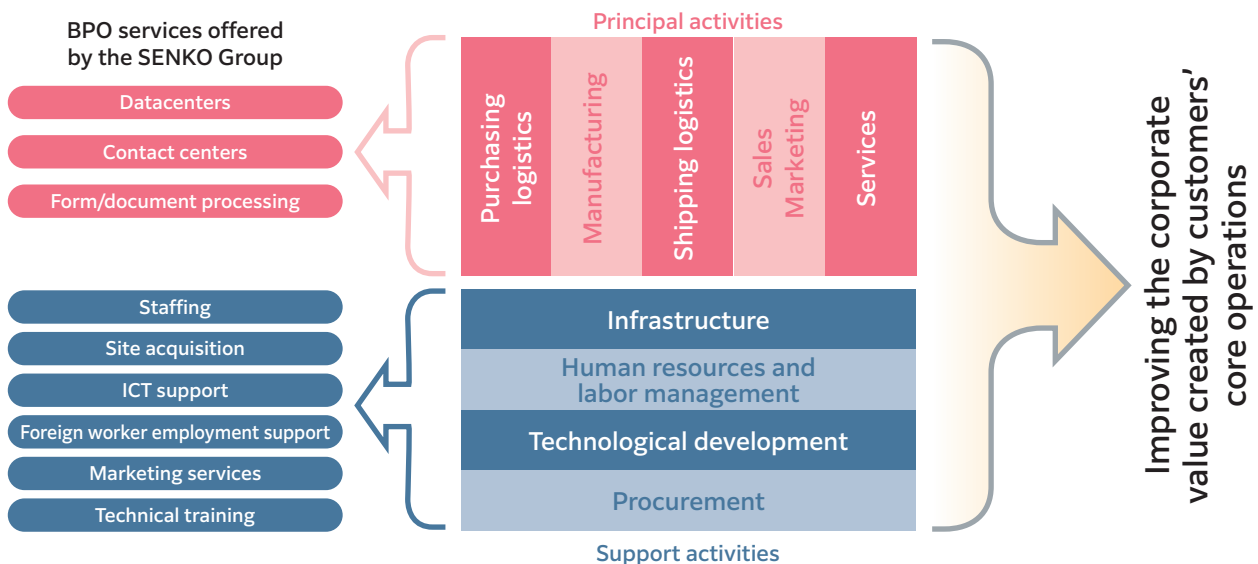 BPO services offered
by the SENKO Group
Datacenters
Contact centers
Form/document processing
Staffing
Site acquisition
ICT support
Foreign worker employment support
Marketing services
Technical training
Principal activities
Purchasing
logistics
Manufacturing
Shipping logistics
Sales
Marketing
Services
Infrastructure
Human resources and
labor management
Technological development
Procurement
Support activities
Improving the corporate
value created by customers’
core operations